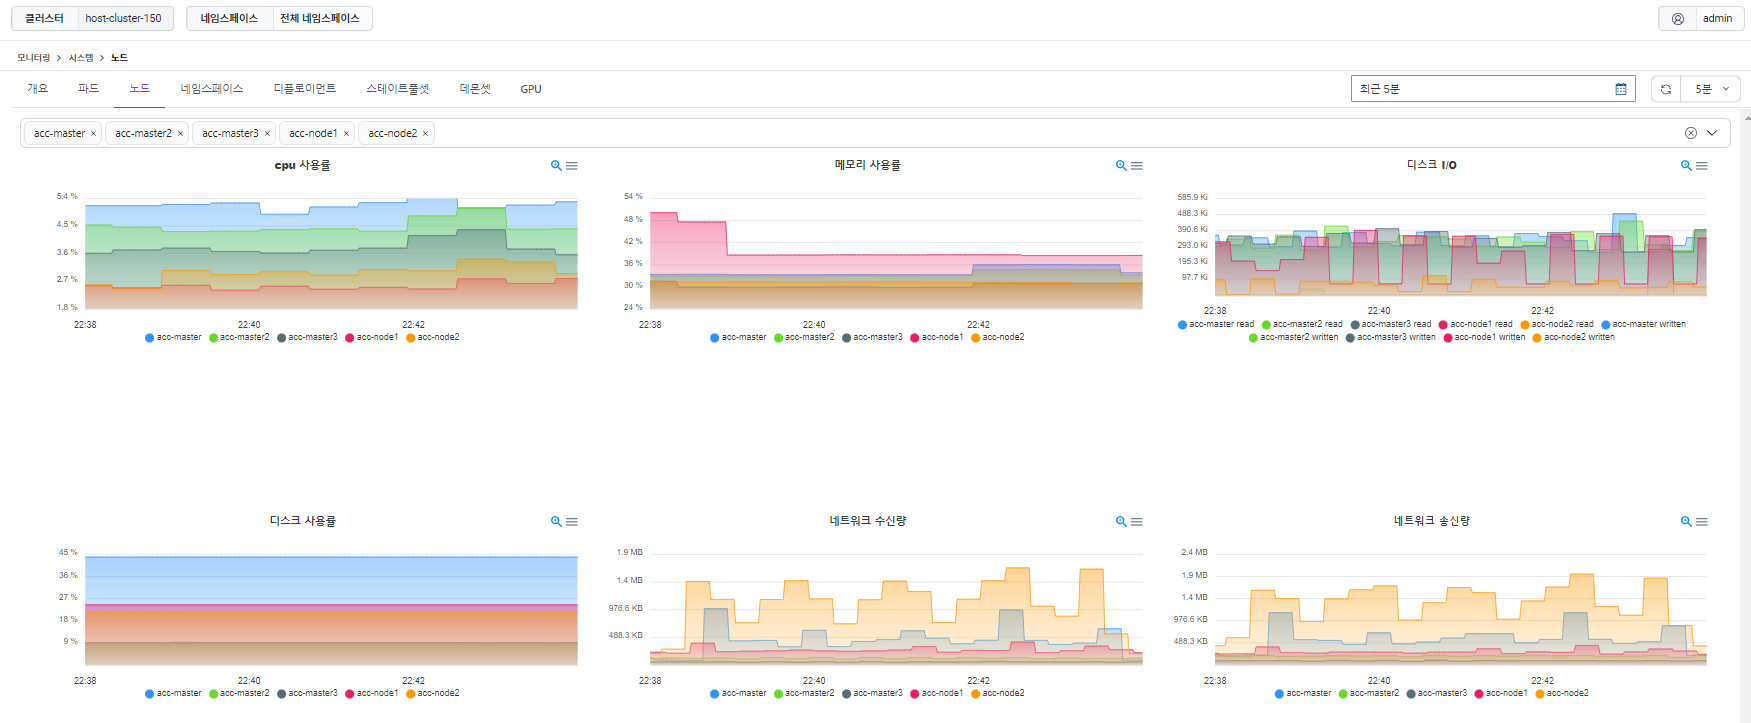 클러스터 host-cluster-150 네임스페이스 전체 네임스페이스 admin
모니터링 > 시스템 > 노드
개요 파드 노드 네임스페이스 디플로이먼트 스테이트풀셋 데몬셋 GPU 최근 5분 5분
acc-master × acc-master2 × acc-master3 × acc-node1 × acc-node2 ×
cpu 사용률
5.4 %
4.5 %
3.6 %
2.7 %
1.8 %
22:38 22:40 22:42
acc-master acc-master2 acc-master3 acc-node1 acc-node2
메모리 사용률
54 %
48 %
42 %
36 %
30 %
24 %
22:38 22:40 22:42
acc-master acc-master2 acc-master3 acc-node1 acc-node2
디스크 I/O
585.9 Ki
488.3 Ki
390.6 Ki
293.0 Ki
195.3 Ki
97.7 Ki
22:38 22:40 22:42
acc-master read acc-master2 read acc-master3 read acc-node1 read acc-node2 read acc-master written
acc-master2 written acc-master3 written acc-node1 written acc-node2 written
디스크 사용률
45 %
36 %
27 %
18 %
9 %
22:38 22:40 22:42
acc-master acc-master2 acc-master3 acc-node1 acc-node2
네트워크 수신량
1.9 MB
1.4 MB
976.6 KB
488.3 KB
22:38 22:40 22:42
acc-master acc-master2 acc-master3 acc-node1 acc-node2
네트워크 송신량
2.4 MB
1.9 MB
1.4 MB
976.6 KB
488.3 KB
22:38 22:40 22:42
acc-master acc-master2 acc-master3 acc-node1 acc-node2